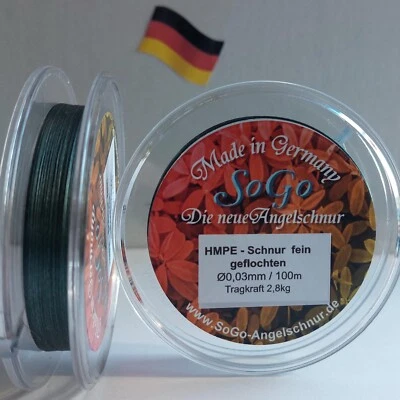 Made in Germany
SoGo
Die neue Angelschnur
HMPE - Schnur fein
geflochten
Ø0,03mm / 100m
Tragkraft 2,8kg
www.SoGo-Angelschnur.de